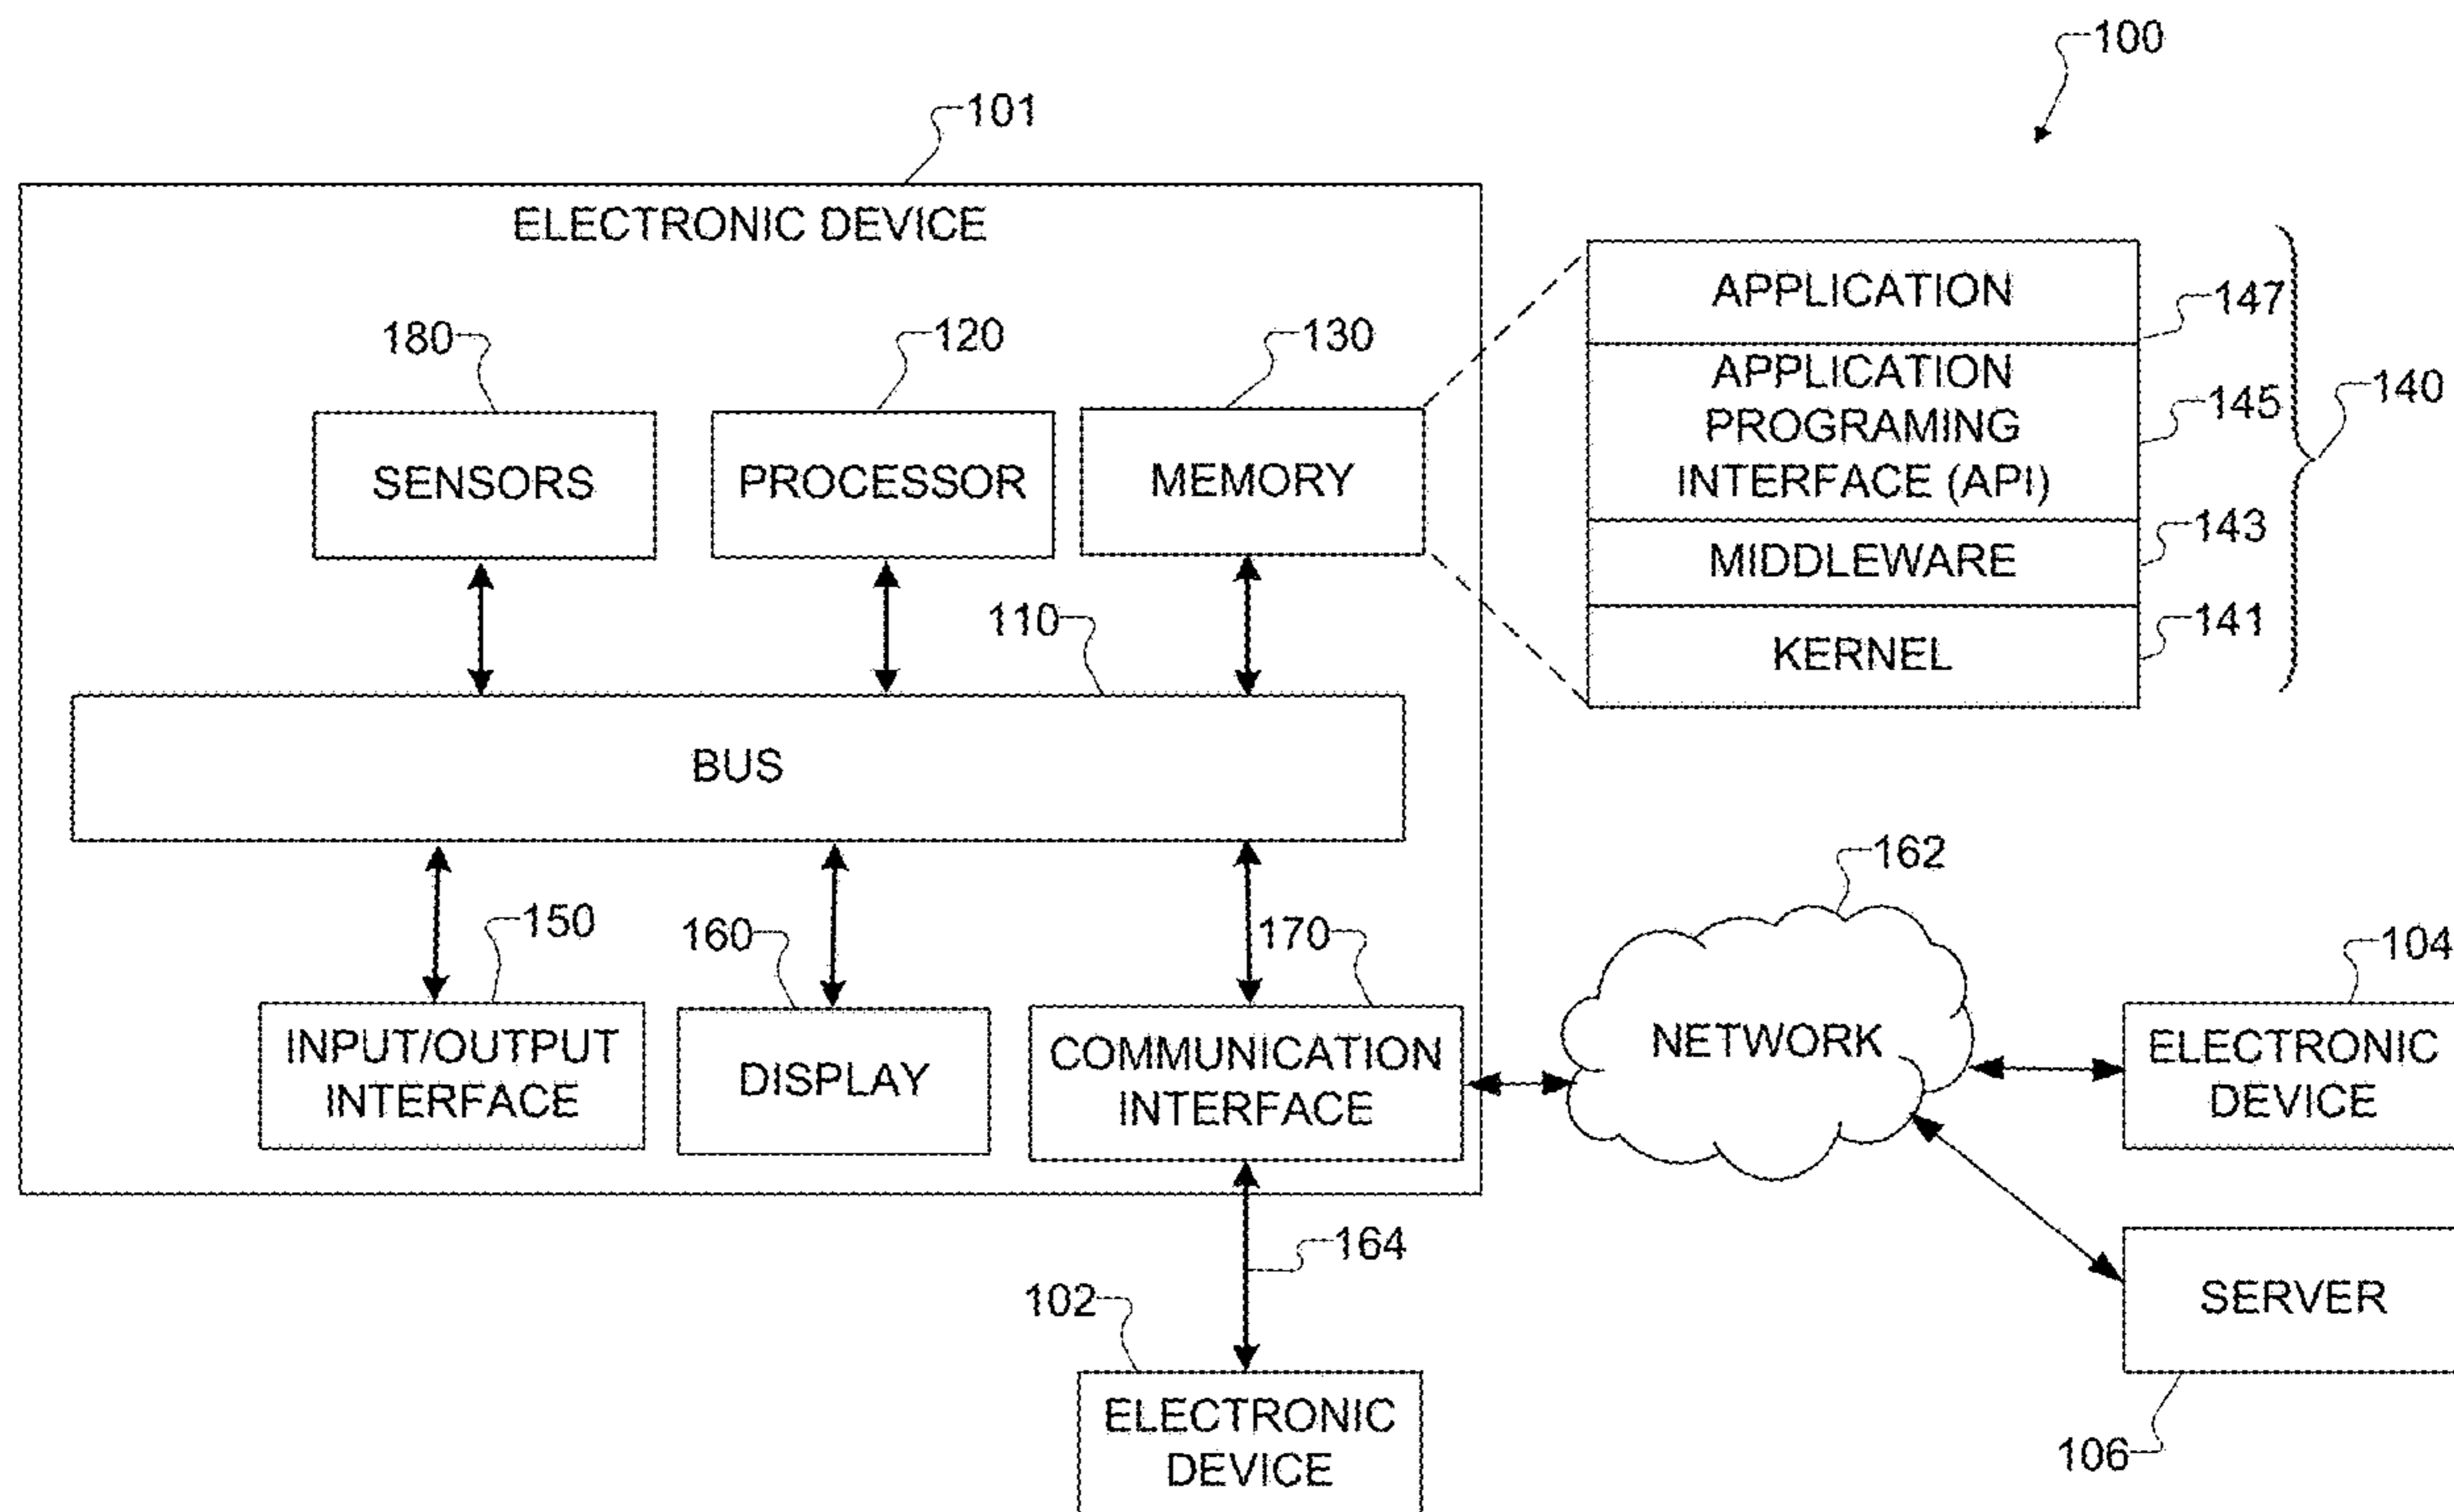 100
101
ELECTRONIC DEVICE
180
120
130
SENSORS
PROCESSOR
MEMORY
APPLICATION
147
APPLICATION
PROGRAMING
INTERFACE (API)
145
MIDDLEWARE
143
KERNEL
141
140
110
BUS
150
160
170
INPUT/OUTPUT
INTERFACE
DISPLAY
COMMUNICATION
INTERFACE
162
NETWORK
104
ELECTRONIC
DEVICE
164
102
ELECTRONIC
DEVICE
SERVER
106